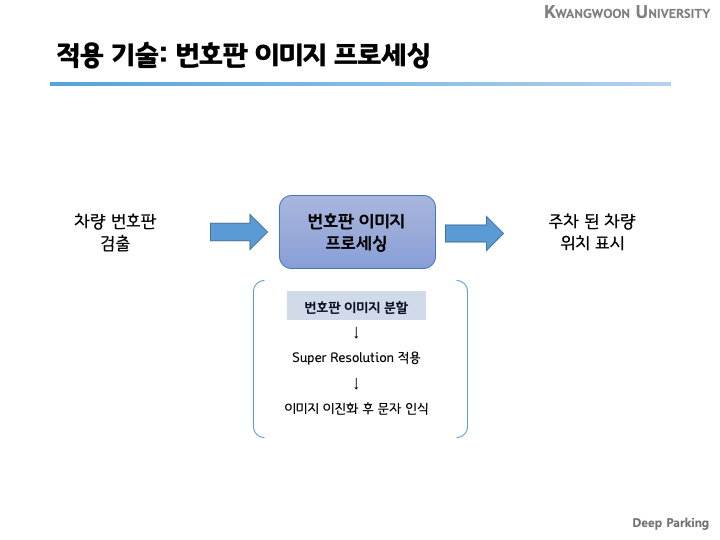 KWANGWOON UNIVERSITY
적용 기술: 번호판 이미지 프로세싱
차량 번호판
검출
번호판 이미지
프로세싱
주차 된 차량
위치 표시
번호판 이미지 분할
↓
Super Resolution 적용
↓
이미지 이진화 후 문자 인식
Deep Parking